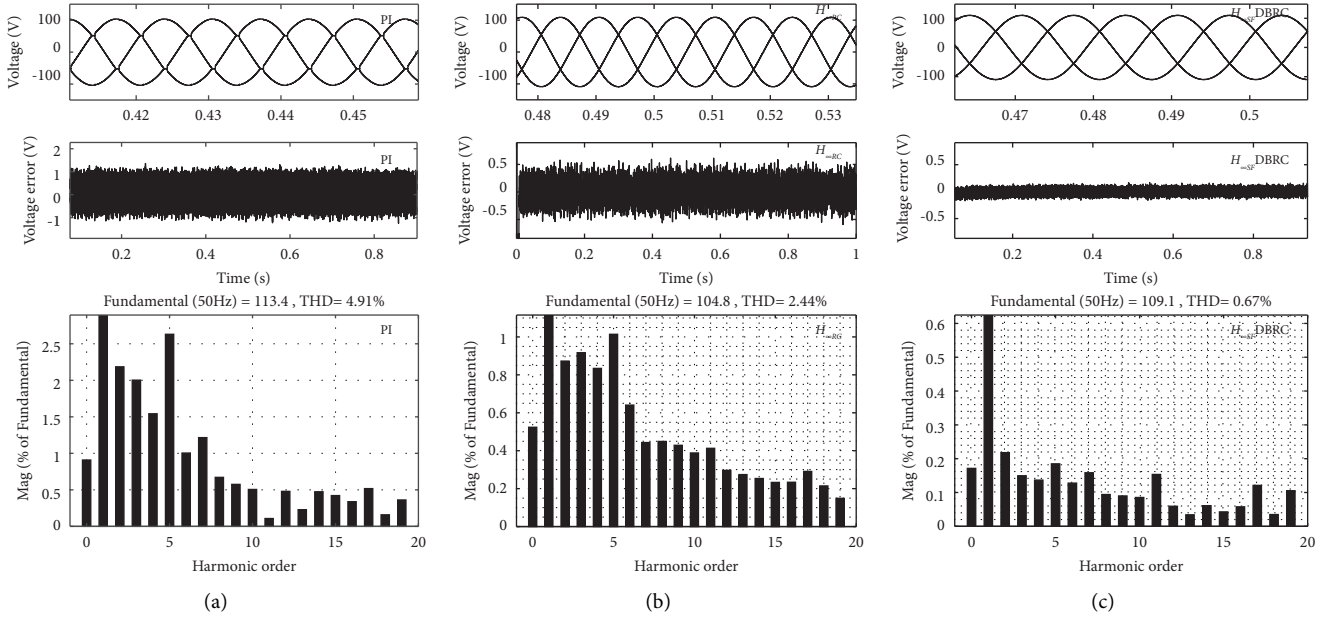 Voltage (V)
100
0
-100
PI
0.42
0.43
0.44
0.45
Voltage error (V)
2
1
0
-1
PI
0.2
0.4
0.6
0.8
Time (s)
Fundamental (50Hz) = 113.4 , THD= 4.91%
Mag (% of Fundamental)
2.5
2
1.5
1
0.5
0
PI
0
5
10
15
20
Harmonic order
(a)
Voltage (V)
100
0
-100
H∞RC
0.48
0.49
0.5
0.51
0.52
0.53
Voltage error (V)
0.5
0
-0.5
H∞RC
0
0.2
0.4
0.6
0.8
1
Time (s)
Fundamental (50Hz) = 104.8 , THD= 2.44%
Mag (% of Fundamental)
1
0.8
0.6
0.4
0.2
0
H∞RC
0
5
10
15
20
Harmonic order
(b)
Voltage (V)
100
0
-100
H∞SFDBRC
0.47
0.48
0.49
0.5
Voltage error (V)
0.5
0
-0.5
H∞SFDBRC
0.2
0.4
0.6
0.8
Time (s)
Fundamental (50Hz) = 109.1 , THD= 0.67%
Mag (% of Fundamental)
0.6
0.5
0.4
0.3
0.2
0.1
0
H∞SFDBRC
0
5
10
15
20
Harmonic order
(c)